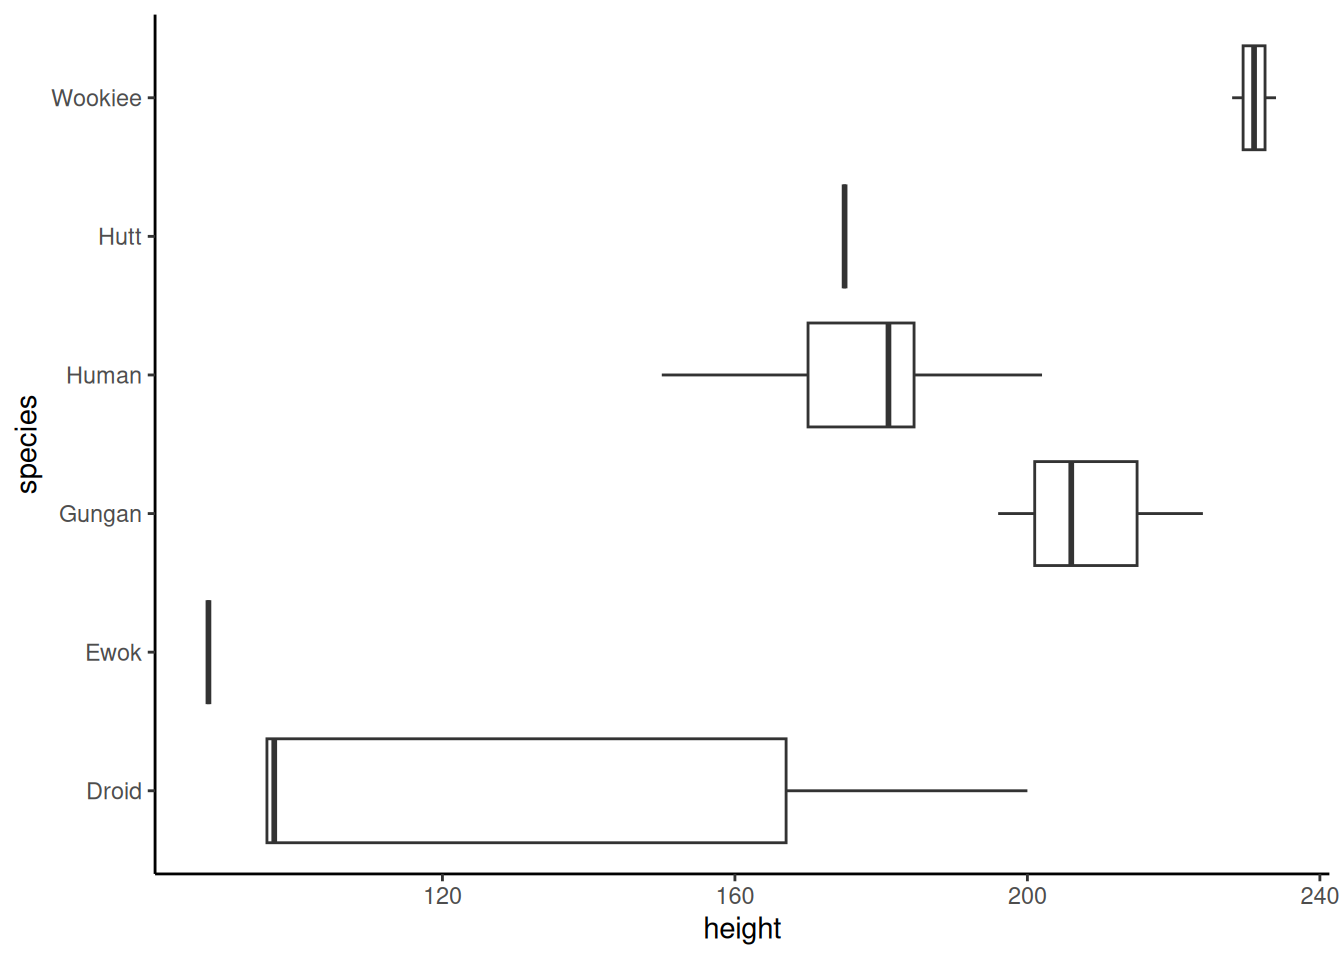 Wookiee
Hutt
Human
Gungan
Ewok
Droid
species
120 160 200 240
height